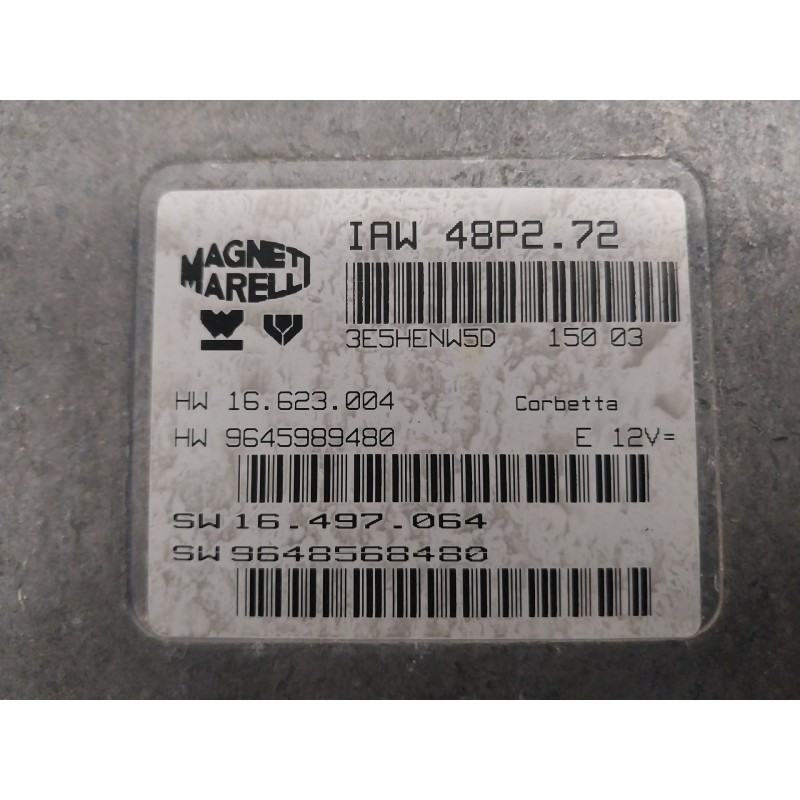 MAGNETI
MARELLI
IAW 48P2.72
3E5HENW5D 150 03
HW 16.623.004 Corbetta
HW 9645989480 E 12V=
SW 16.497.064
SW 9648568480